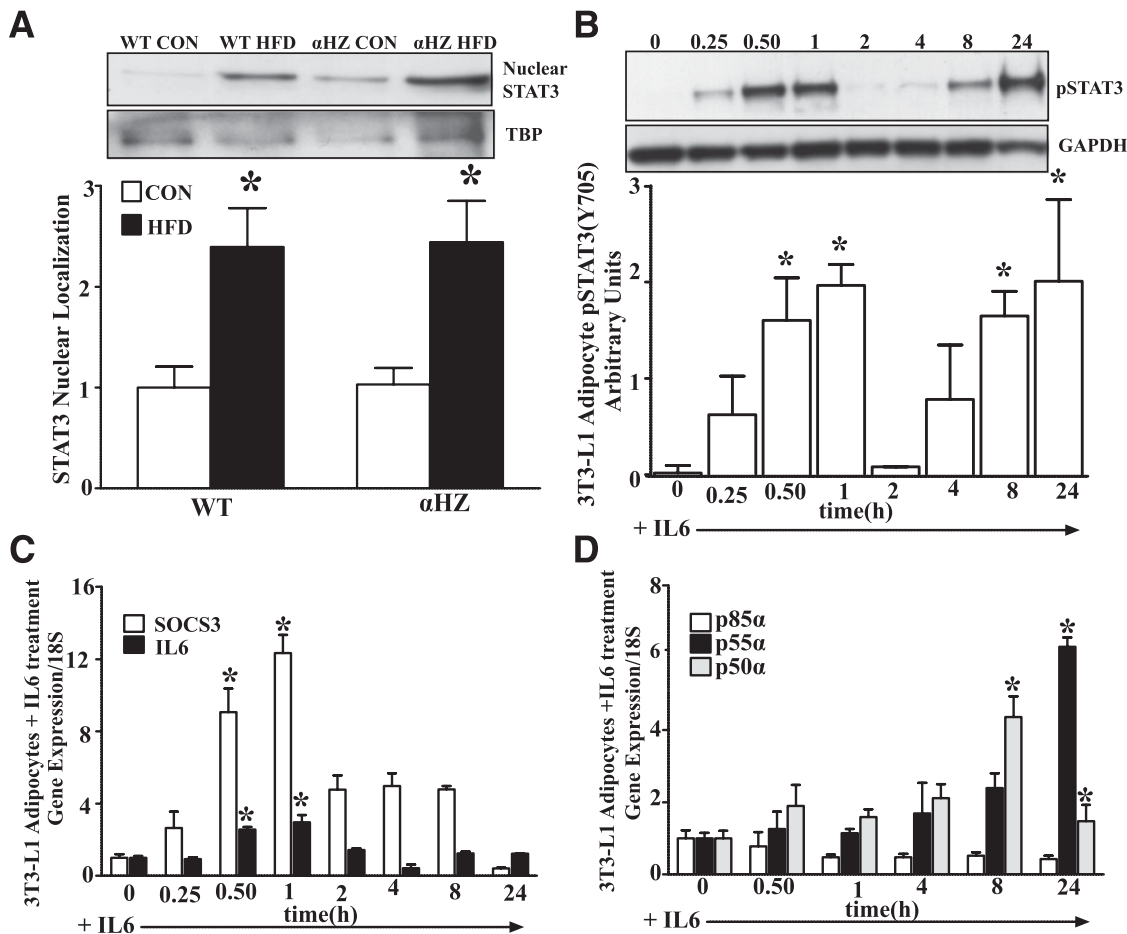 A
WT CON WT HFD αHZ CON αHZ HFD
Nuclear
STAT3
TBP
STAT3 Nuclear Localization
3
2
1
0
CON
HFD
*
*
WT
αHZ
B
0 0.25 0.50 1 2 4 8 24
pSTAT3
GAPDH
3T3-L1 Adipocyte pSTAT3(Y705)
Arbitrary Units
3
2
1
0
*
*
*
*
0 0.25 0.50 1 2 4 8 24
time(h)
+ IL6
C
3T3-L1 Adipocytes + IL6 treatment
Gene Expression/18S
16
12
8
4
0
SOCS3
IL6
*
*
*
*
0 0.25 0.50 1 2 4 8 24
time(h)
+ IL6
D
3T3-L1 Adipocytes +IL6 treatment
Gene Expression/18S
8
6
4
2
0
p85α
p55α
p50α
*
*
*
0 0.50 1 4 8 24
time(h)
+ IL6